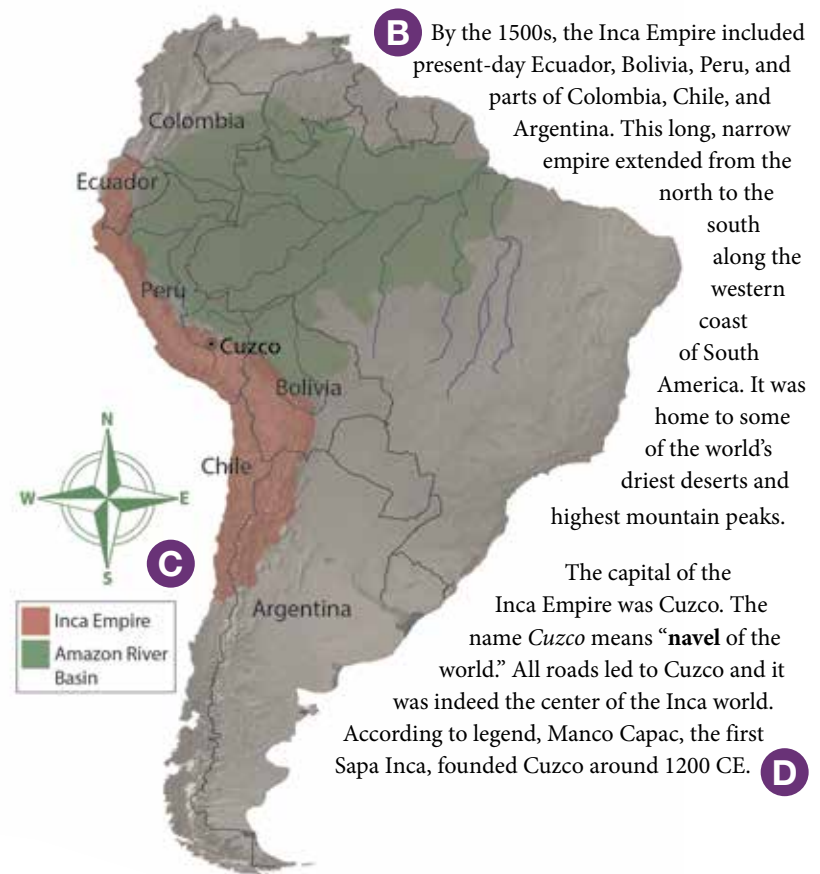 B By the 1500s, the Inca Empire included
present-day Ecuador, Bolivia, Peru, and
parts of Colombia, Chile, and
Argentina. This long, narrow
empire extended from the
north to the
south
along the
western
coast
of South
America. It was
home to some
of the world's
driest deserts and
highest mountain peaks.
The capital of the
Inca Empire was Cuzco. The
name Cuzco means “navel of the
world.” All roads led to Cuzco and it
was indeed the center of the Inca world.
According to legend, Manco Capac, the first
Sapa Inca, founded Cuzco around 1200 CE. D
Colombia
Ecuador
Peru
Cuzco
Bolivia
Chile
Argentina
N
W E
S
C
Inca Empire
Amazon River
Basin